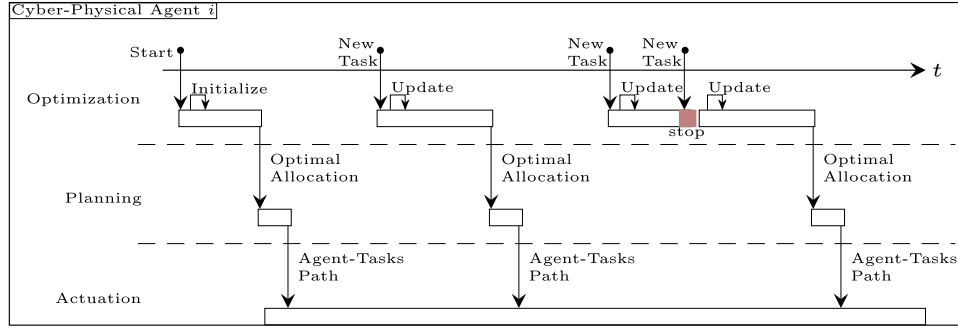 Cyber-Physical Agent i
Start
New
Task
New
Task
New
Task
t
Optimization
Initialize
Update
Update
Update
stop
Optimal
Allocation
Optimal
Allocation
Optimal
Allocation
Planning
Agent-Tasks
Path
Agent-Tasks
Path
Agent-Tasks
Path
Actuation